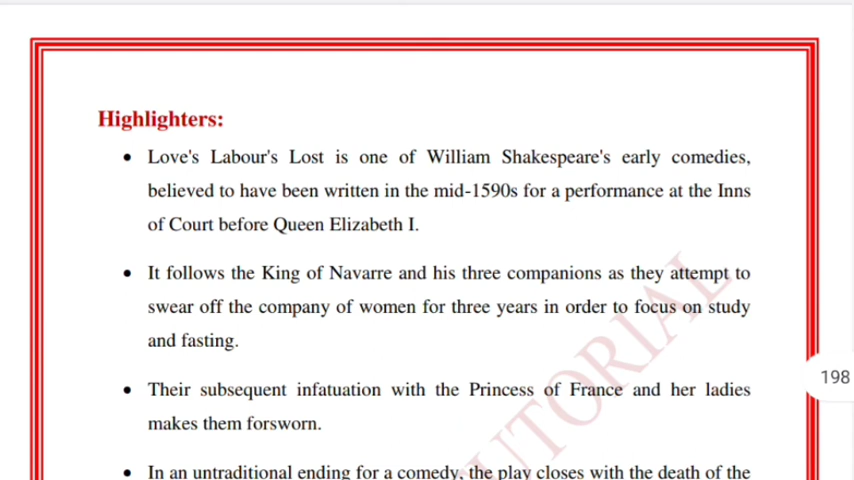 Highlighters:
• Love's Labour's Lost is one of William Shakespeare's early comedies,
believed to have been written in the mid-1590s for a performance at the Inns
of Court before Queen Elizabeth I.
• It follows the King of Navarre and his three companions as they attempt to
swear off the company of women for three years in order to focus on study
and fasting.
198
• Their subsequent infatuation with the Princess of France and her ladies
makes them forsworn.
• In an untraditional ending for a comedy, the play closes with the death of the
UTORIAL